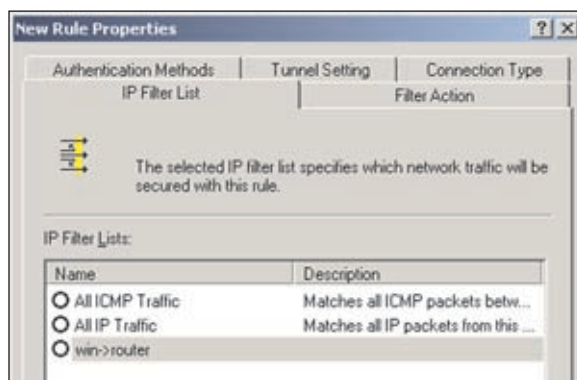 New Rule Properties
Authentication Methods Tunnel Setting Connection Type
IP Filter List Filter Action
The selected IP filter list specifies which network traffic will be
secured with this rule.
IP Filter Lists:
Name Description
All ICMP Traffic Matches all ICMP packets betw...
All IP Traffic Matches all IP packets from this ...
win->router